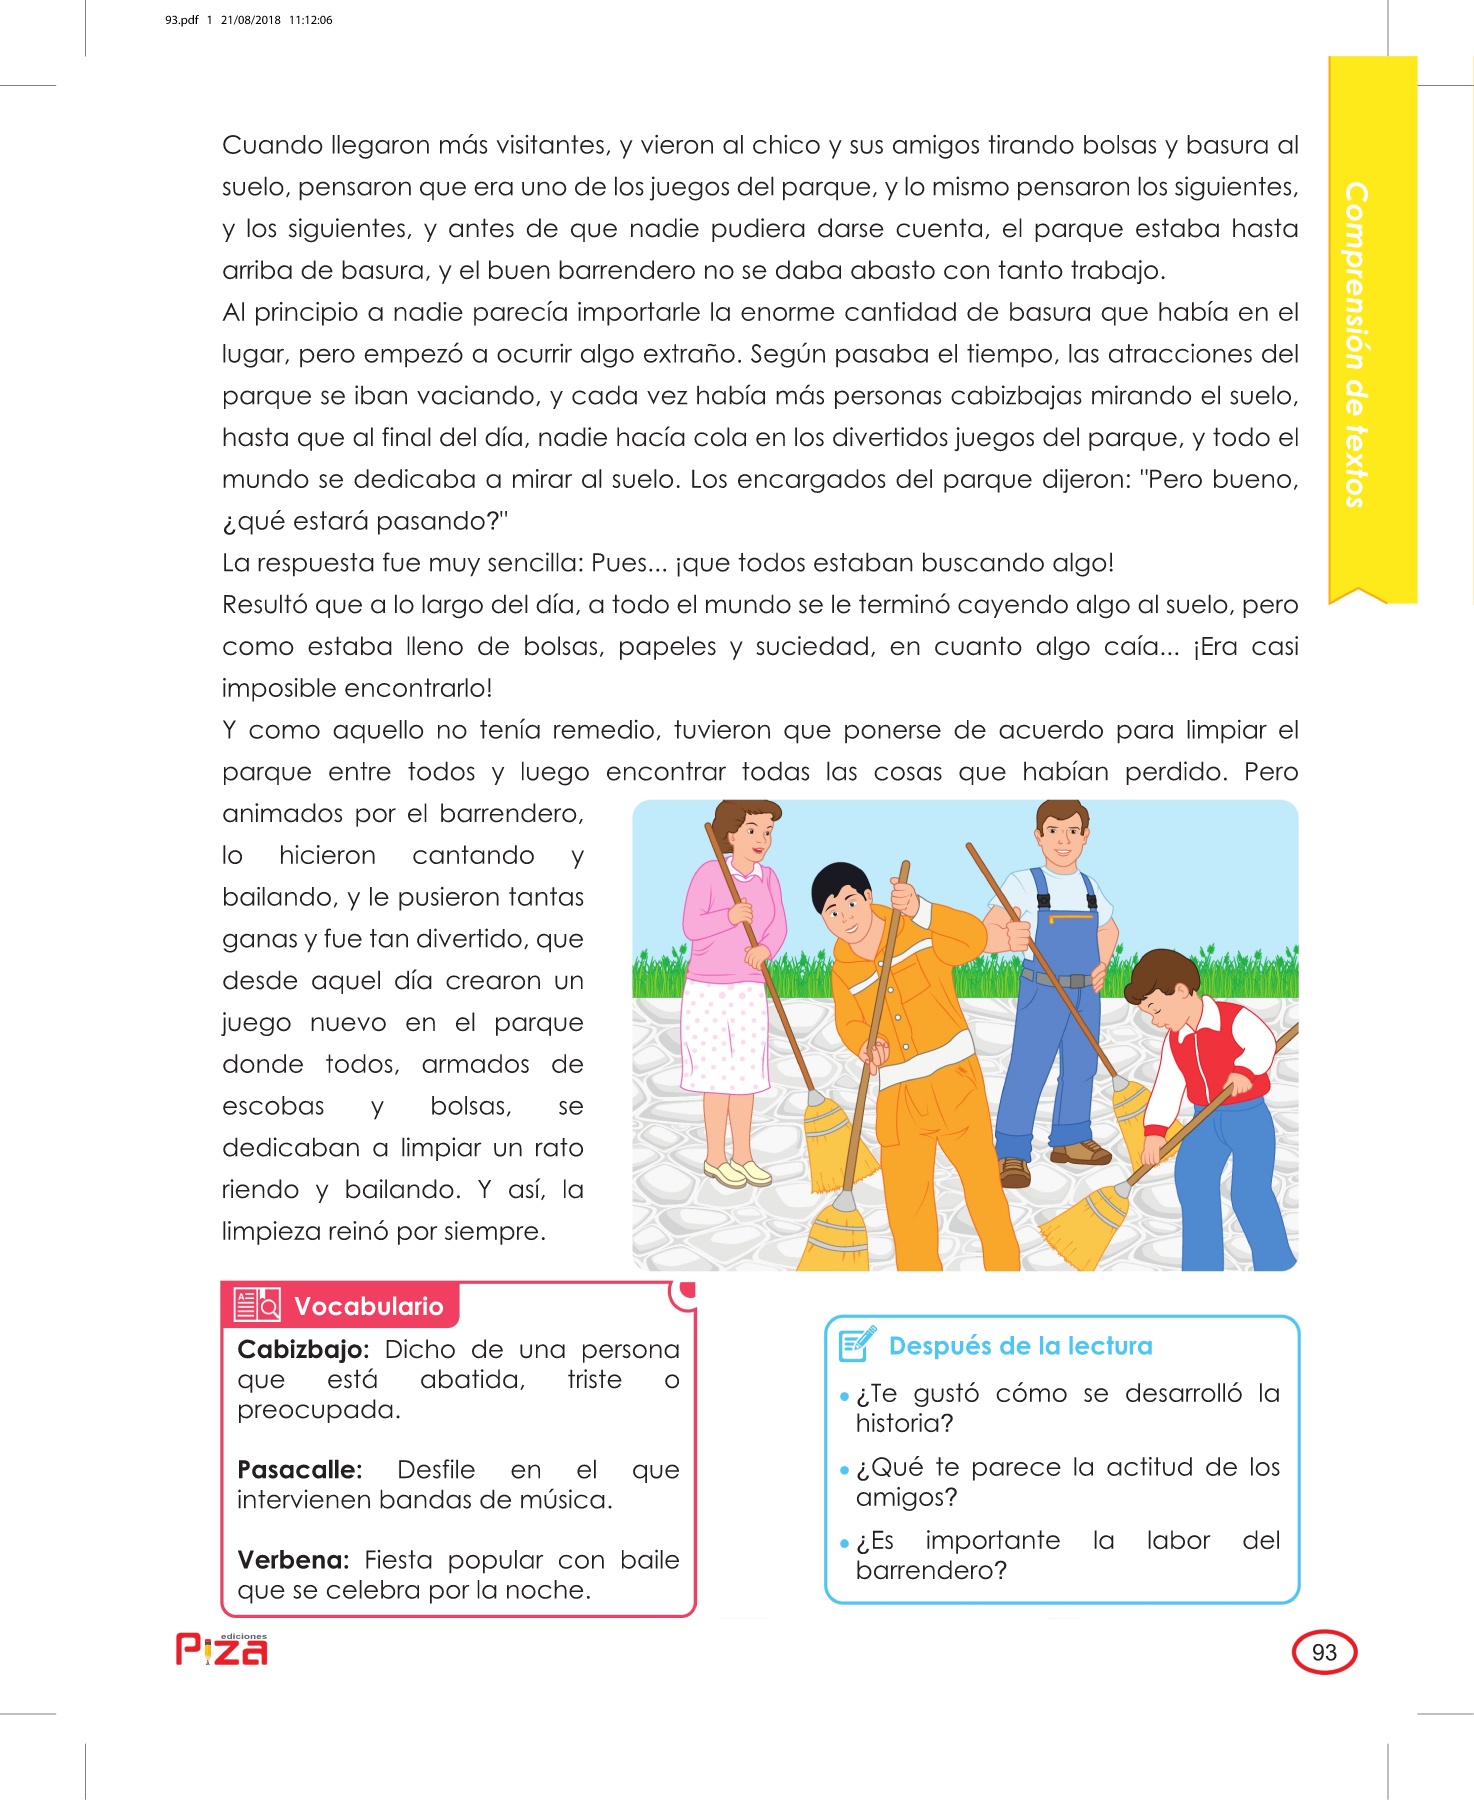 93.pdf 1 21/08/2018 11:12:06
Cuando llegaron más visitantes, y vieron al chico y sus amigos tirando bolsas y basura al
suelo, pensaron que era uno de los juegos del parque, y lo mismo pensaron los siguientes,
y los siguientes, y antes de que nadie pudiera darse cuenta, el parque estaba hasta
arriba de basura, y el buen barrendero no se daba abasto con tanto trabajo.
Al principio a nadie parecía importarle la enorme cantidad de basura que había en el
lugar, pero empezó a ocurrir algo extraño. Según pasaba el tiempo, las atracciones del
parque se iban vaciando, y cada vez había más personas cabizbajas mirando el suelo,
hasta que al final del día, nadie hacía cola en los divertidos juegos del parque, y todo el
mundo se dedicaba a mirar al suelo. Los encargados del parque dijeron: "Pero bueno,
¿qué estará pasando?"
La respuesta fue muy sencilla: Pues... ¡que todos estaban buscando algo!
Resultó que a lo largo del día, a todo el mundo se le terminó cayendo algo al suelo, pero
como estaba lleno de bolsas, papeles y suciedad, en cuanto algo caía... ¡Era casi
imposible encontrarlo!
Y como aquello no tenía remedio, tuvieron que ponerse de acuerdo para limpiar el
parque entre todos y luego encontrar todas las cosas que habían perdido. Pero
animados por el barrendero,
lo hicieron cantando y
bailando, y le pusieron tantas
ganas y fue tan divertido, que
desde aquel día crearon un
juego nuevo en el parque
donde todos, armados de
escobas y bolsas, se
dedicaban a limpiar un rato
riendo y bailando. Y así, la
limpieza reinó por siempre.
Comprensión de textos
Vocabulario
Cabizbajo: Dicho de una persona
que está abatida, triste o
preocupada.
Pasacalle: Desfile en el que
intervienen bandas de música.
Verbena: Fiesta popular con baile
que se celebra por la noche.
Después de la lectura
• ¿Te gustó cómo se desarrolló la
historia?
• ¿Qué te parece la actitud de los
amigos?
• ¿Es importante la labor del
barrendero?
ediciones
Piza
93